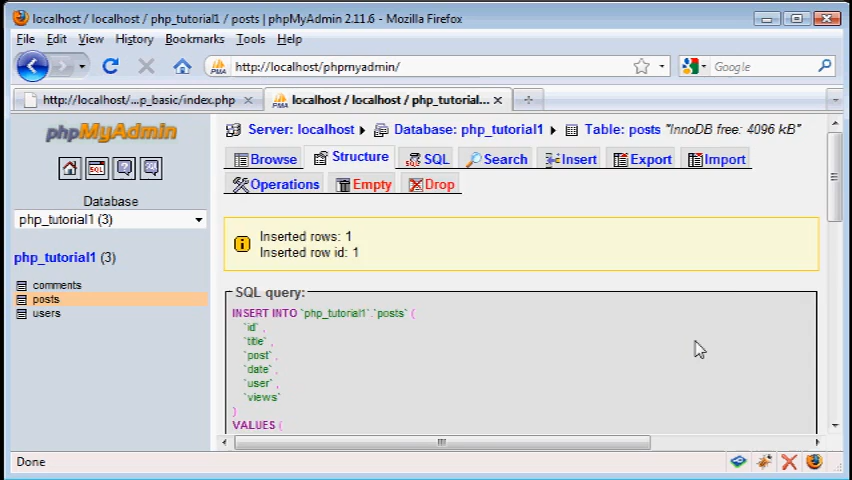 localhost / localhost / php_tutorial1 / posts | phpMyAdmin 2.11.6 - Mozilla Firefox
File Edit View History Bookmarks Tools Help
http://localhost/phpmyadmin/
Google
http://localhost/...p_basic/index.php
localhost / localhost / php_tutorial...
phpMyAdmin
Database
php_tutorial1 (3)
php_tutorial1 (3)
comments
posts
users
Server: localhost Database: php_tutorial1 Table: posts "InnoDB free: 4096 kB"
Browse Structure SQL Search Insert Export Import
Operations Empty Drop
Inserted rows: 1
Inserted row id: 1
SQL query:
INSERT INTO `php_tutorial1`.`posts` (
`id` ,
`title` ,
`post` ,
`date` ,
`user` ,
`views`
)
VALUES (
Done